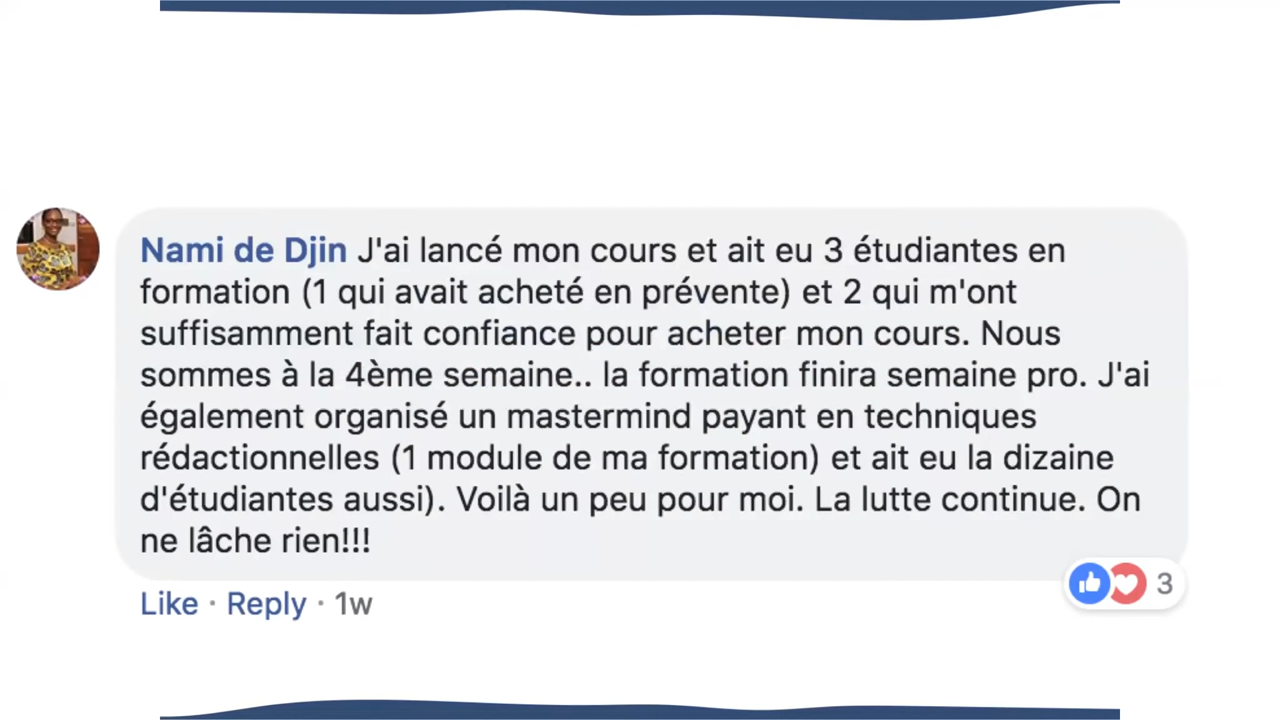 Nami de Djin J'ai lancé mon cours et ait eu 3 étudiantes en
formation (1 qui avait acheté en prévente) et 2 qui m'ont
suffisamment fait confiance pour acheter mon cours. Nous
sommes à la 4ème semaine.. la formation finira semaine pro. J'ai
également organisé un mastermind payant en techniques
rédactionnelles (1 module de ma formation) et ait eu la dizaine
d'étudiantes aussi). Voilà un peu pour moi. La lutte continue. On
ne lâche rien!!!
Like · Reply · 1w
3